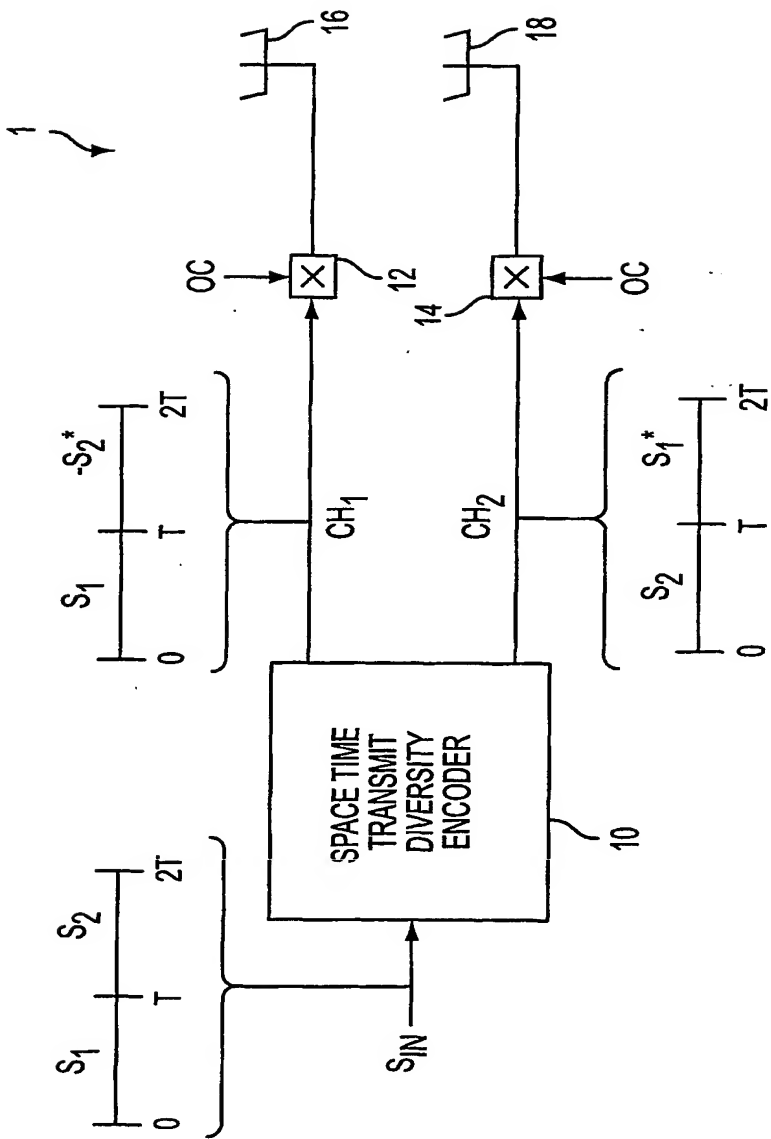 1
S1 S2
0 T 2T
SIN
SPACE TIME
TRANSMIT
DIVERSITY
ENCODER
10
S1 -S2*
0 T 2T
CH1
OC
12
16
CH2
14
OC
18
S2 S1*
0 T 2T